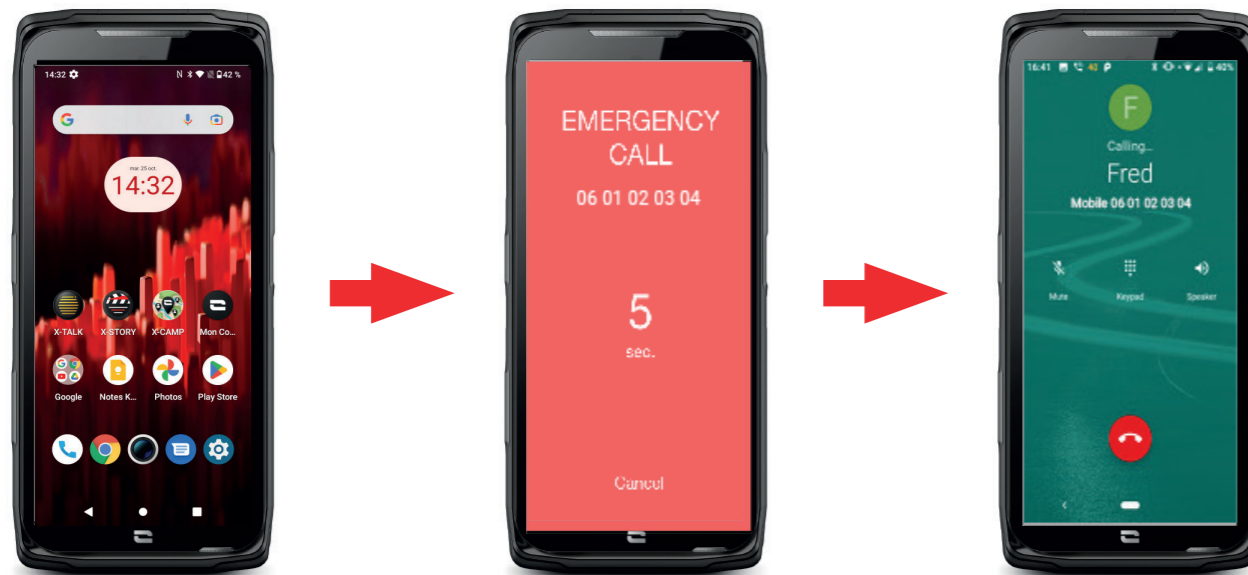 14:32
N
42 %
mar. 25 oct.
14:32
X-TALK X-STORY X-CAMP Mon Co...
Google Notes K... Photos Play Store
EMERGENCY
CALL
06 01 02 03 04
5
sec.
Cancel
16:41 40 P 40%
F
Calling...
Fred
Mobile 06 01 02 03 04
Mute Keypad Speaker